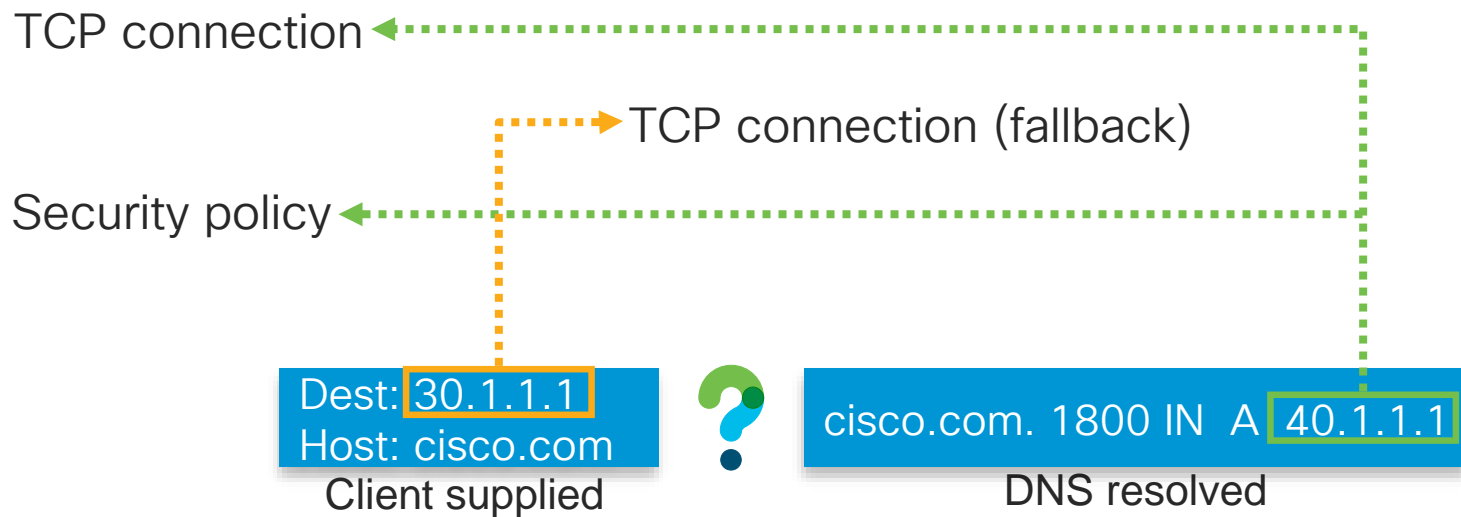 TCP connection
TCP connection (fallback)
Security policy
Dest: 30.1.1.1
Host: cisco.com
Client supplied
?
cisco.com. 1800 IN A 40.1.1.1
DNS resolved